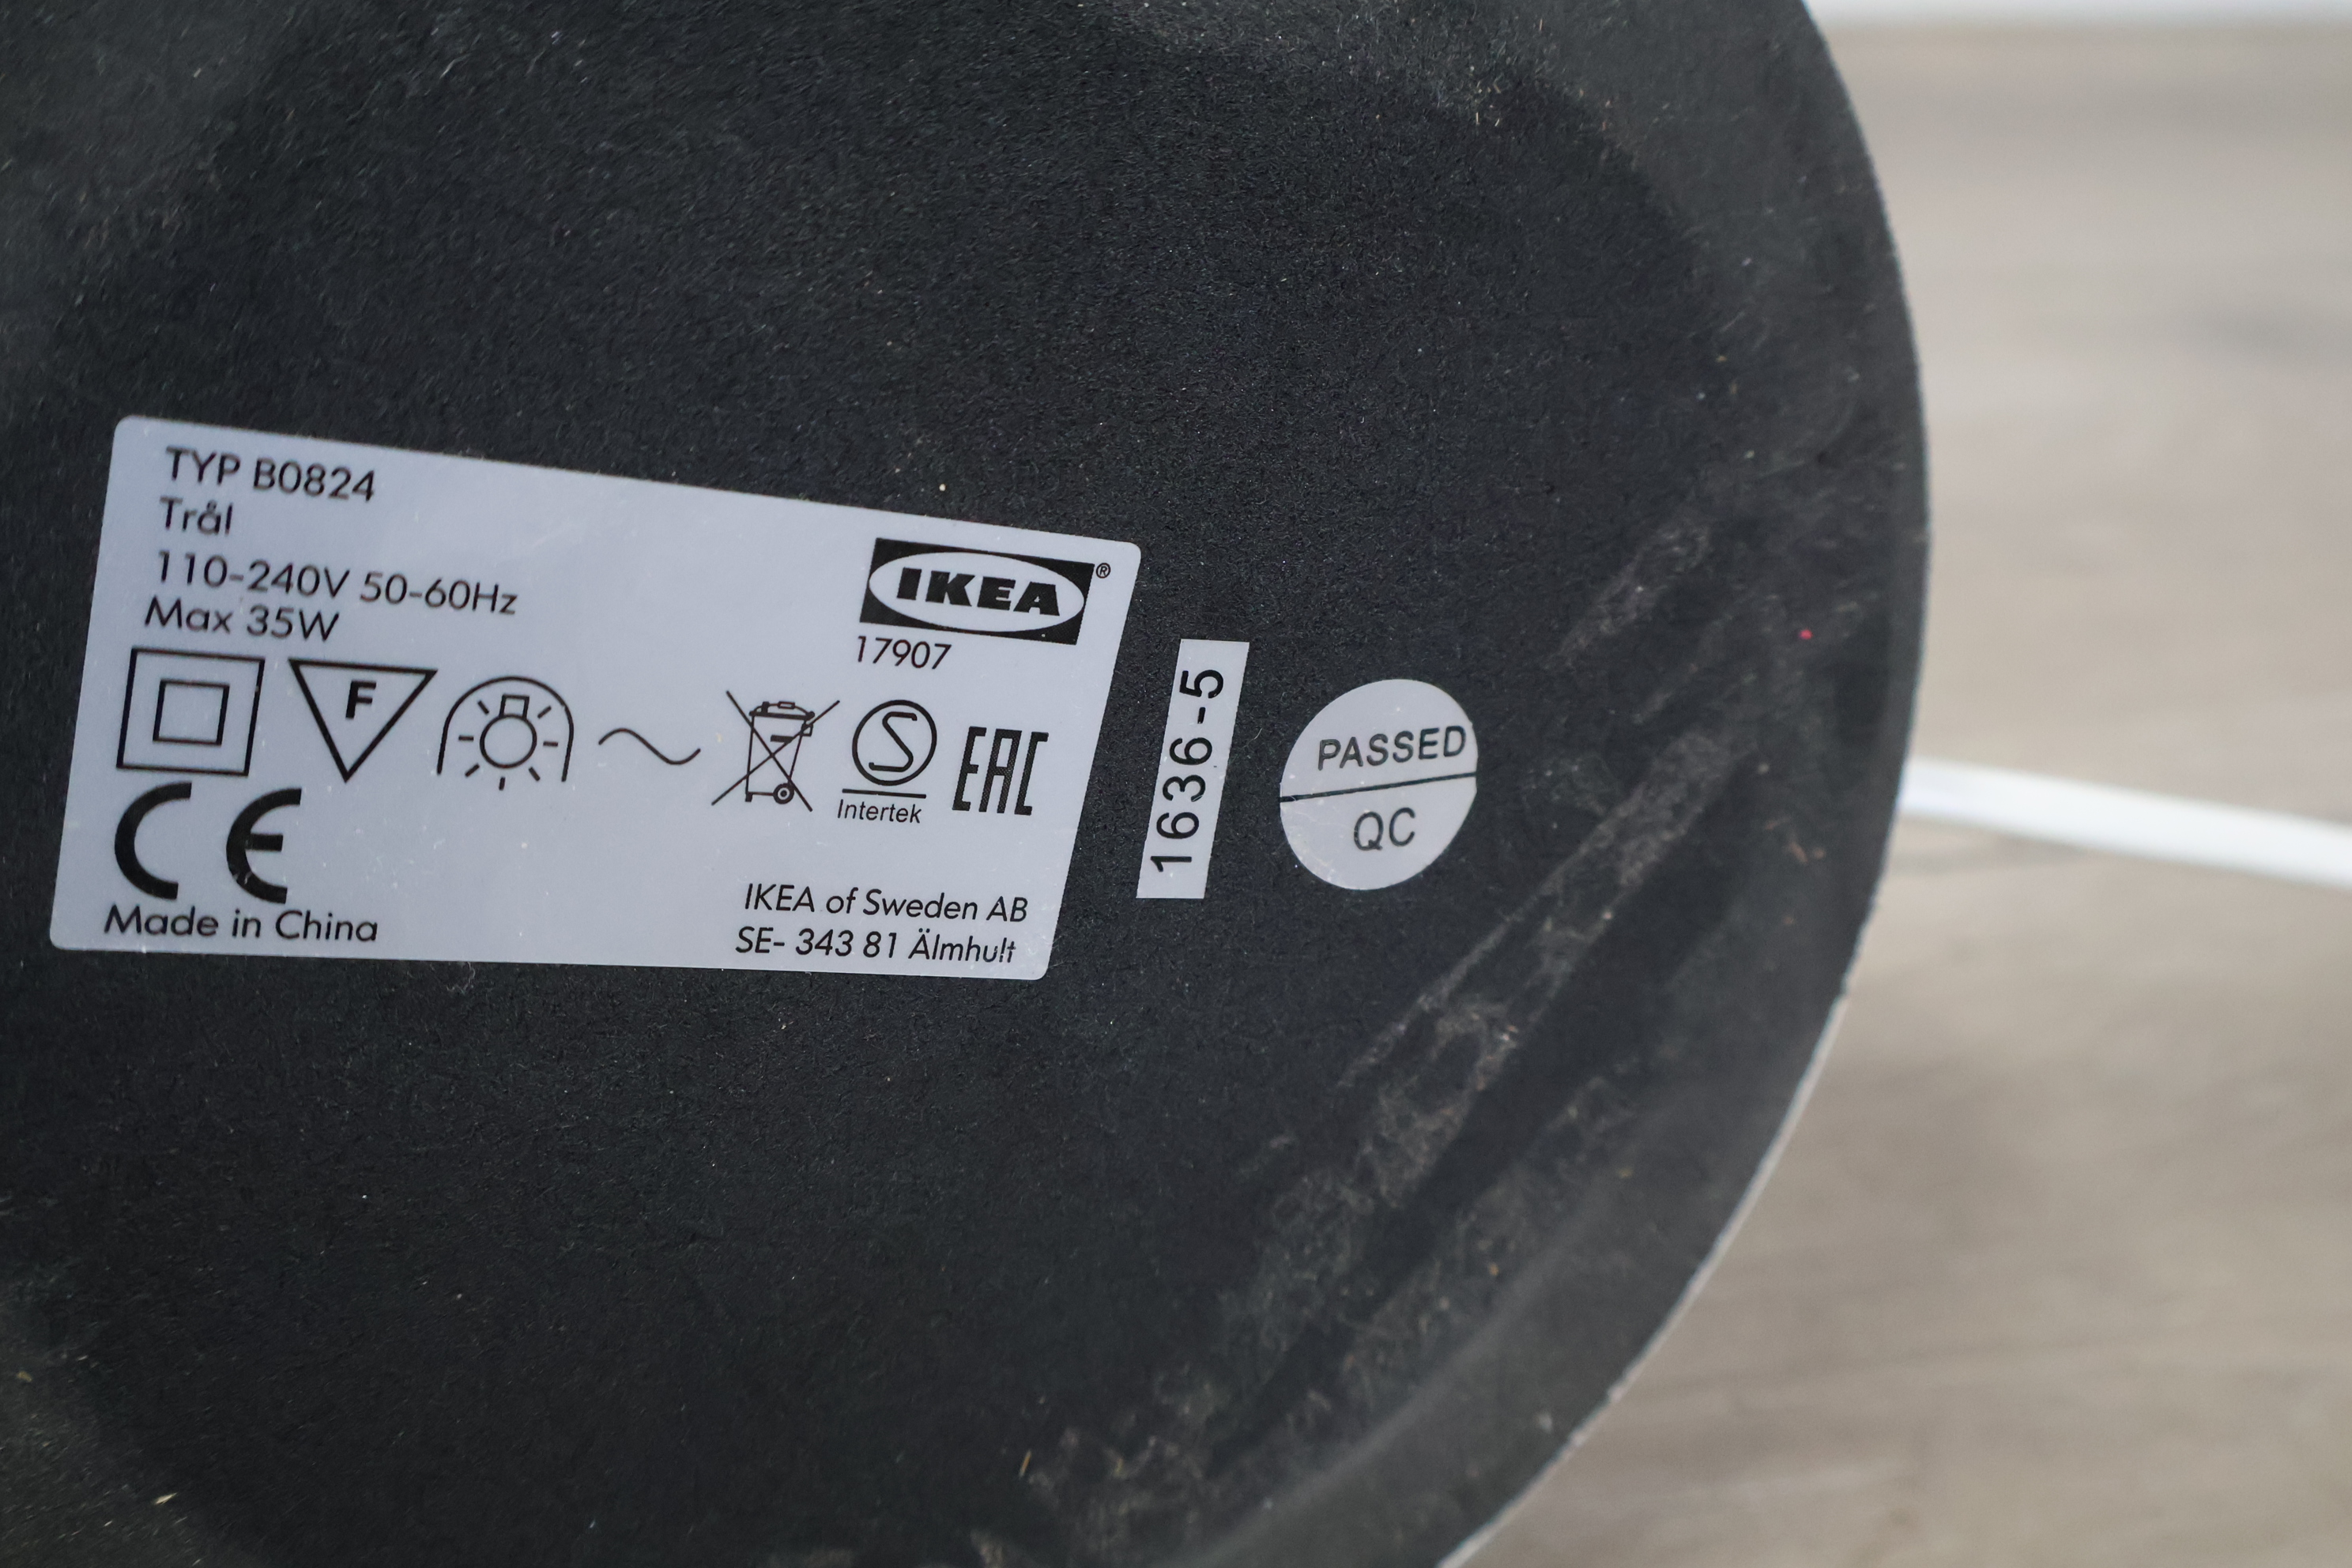 TYP B0824
Trål
110-240V 50-60Hz
Max 35W
IKEA®
17907
F
S
Intertek
EAC
CE
Made in China
IKEA of Sweden AB
SE- 343 81 Älmhult
1636-5
PASSED
QC